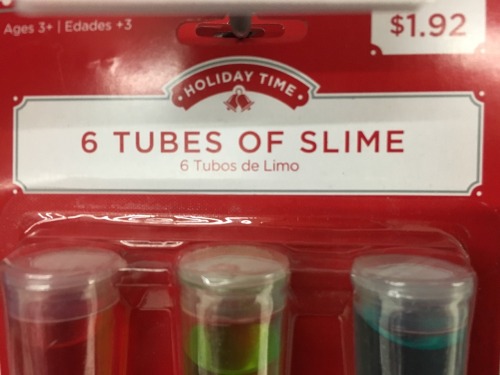 Ages 3+ | Edades +3
$1.92
HOLIDAY TIME
6 TUBES OF SLIME
6 Tubos de Limo